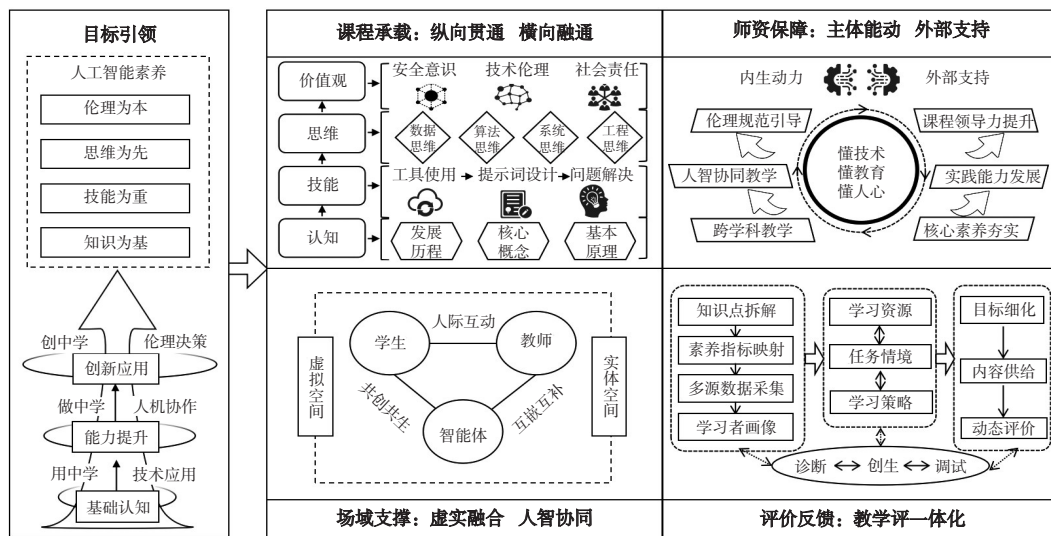 目标引领
人工智能素养
伦理为本
思维为先
技能为重
知识为基
创中学 伦理决策
创新应用
做中学 人机协作
能力提升
用中学 技术应用
基础认知
课程承载：纵向贯通 横向融通
价值观
安全意识 技术伦理 社会责任
思维
数据思维 算法思维 系统思维 工程思维
技能
工具使用 提示词设计 问题解决
认知
发展历程 核心概念 基本原理
师资保障：主体能动 外部支持
内生动力 外部支持
伦理规范引导 课程领导力提升
人智协同教学 实践能力发展
跨学科教学 核心素养夯实
懂技术
懂教育
懂人心
虚拟空间
学生 人际互动 教师
共创共生 互嵌互补
智能体
实体空间
场域支撑：虚实融合 人智协同
知识点拆解
素养指标映射
多源数据采集
学习者画像
学习资源
任务情境
学习策略
目标细化
内容供给
动态评价
诊断 创生 调试
评价反馈：教学评一体化